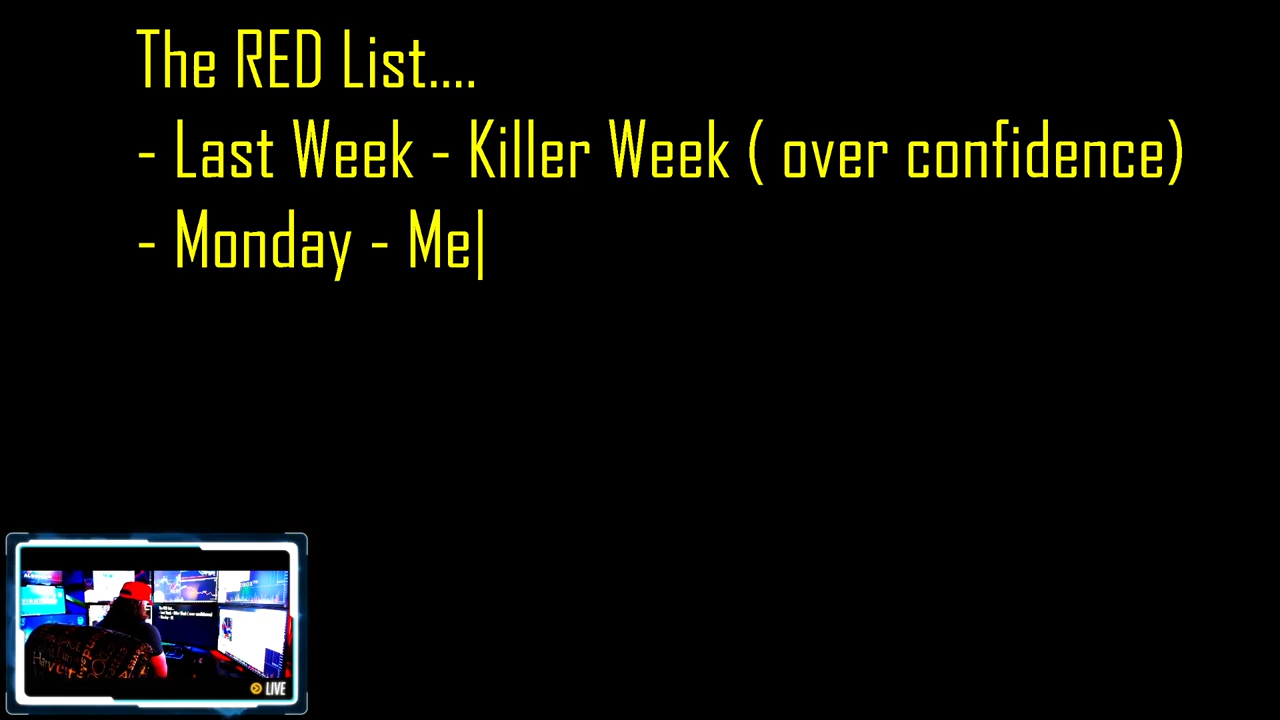 The RED List....
- Last Week - Killer Week ( over confidence)
- Monday - Me
LIVE